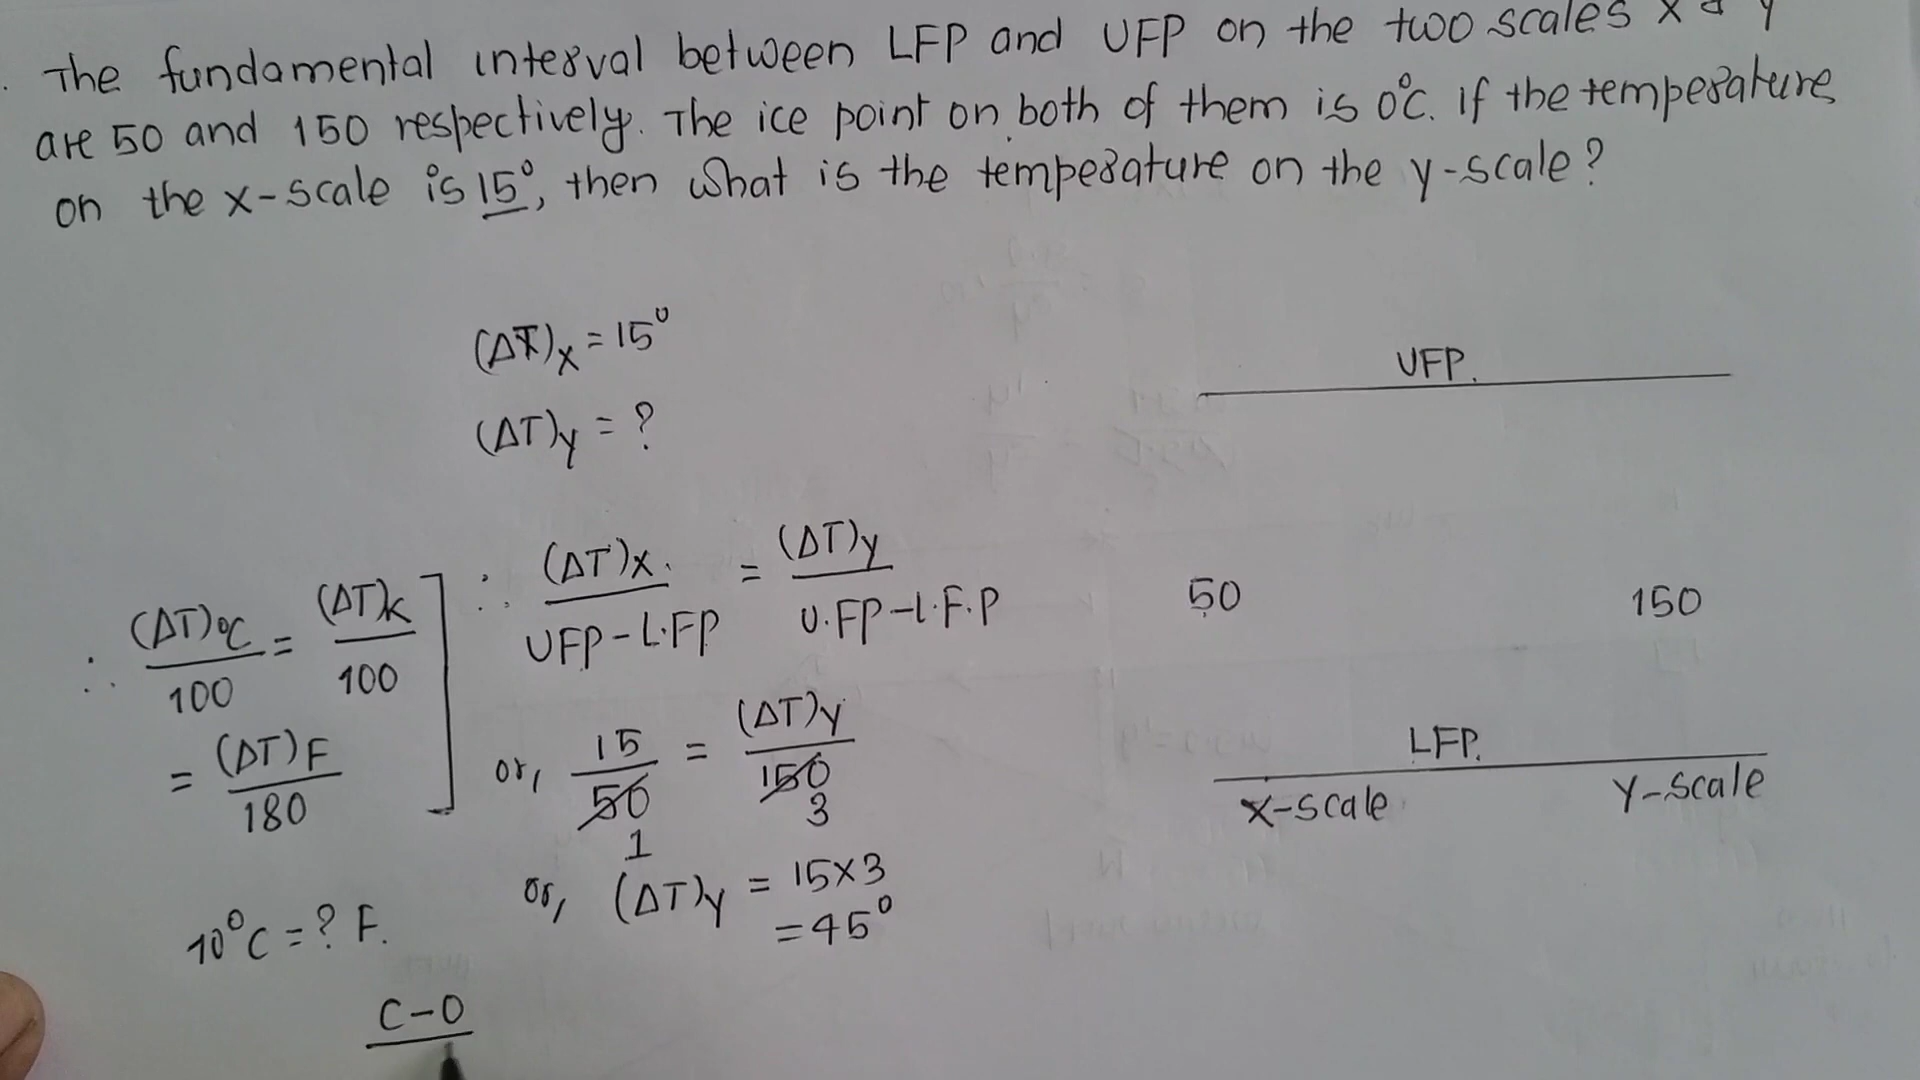 The fundamental interval between LFP and UFP on the two scales x & y
are 50 and 150 respectively. The ice point on both of them is 0°C. if the temperature
on the x-scale is 15°, then what is the temperature on the y-scale?
(ΔT)x = 15°
(ΔT)y = ?
UFP.
∴ (ΔT)°C / 100 = (ΔT)K / 100
= (ΔT)F / 180
∴ (ΔT)x. / UFP - L.FP = (ΔT)y / U.FP - L.F.P
or, 15 / 50 = (ΔT)y / 150
1 3
or, (ΔT)y = 15×3
= 45°
50 150
LFP.
x-scale Y-scale
10°C = ? F.
C-0